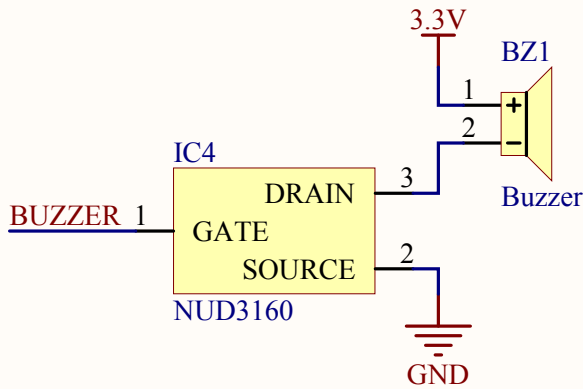 3.3V
BZ1
1
+
2
-
Buzzer
IC4
DRAIN 3
BUZZER 1
GATE
SOURCE 2
NUD3160
GND